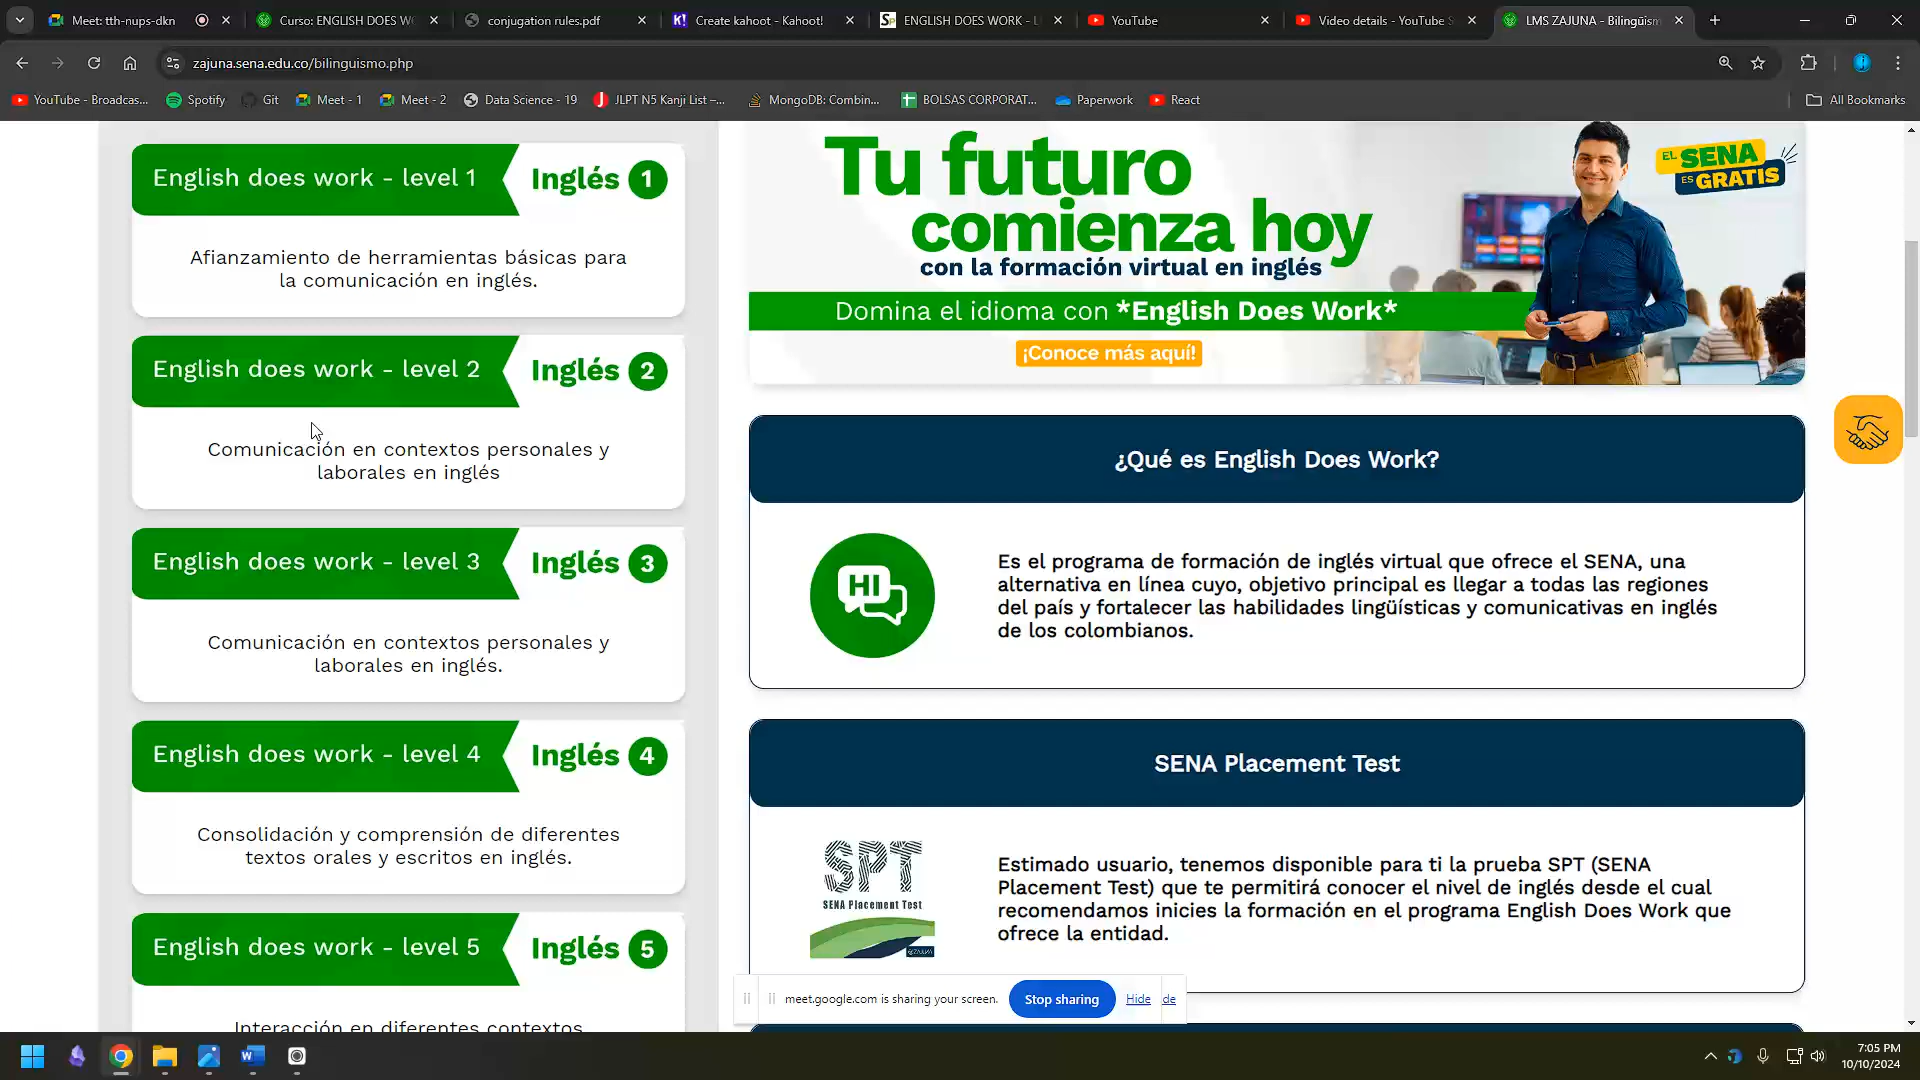 Meet: tth-nups-dkn
Curso: ENGLISH DOES W
conjugation rules.pdf
Create kahoot - Kahoot!
ENGLISH DOES WORK - L
YouTube
Video details - YouTube S
LMS ZAJUNA - Bilingüism
zajuna.sena.edu.co/bilinguismo.php
YouTube - Broadcas...
Spotify
Git
Meet - 1
Meet - 2
Data Science - 19
JLPT N5 Kanji List –...
MongoDB: Combin...
BOLSAS CORPORAT...
Paperwork
React
All Bookmarks
English does work - level 1
Inglés 1
Afianzamiento de herramientas básicas para
la comunicación en inglés.
English does work - level 2
Inglés 2
Comunicación en contextos personales y
laborales en inglés
English does work - level 3
Inglés 3
Comunicación en contextos personales y
laborales en inglés.
English does work - level 4
Inglés 4
Consolidación y comprensión de diferentes
textos orales y escritos en inglés.
English does work - level 5
Inglés 5
Interacción en diferentes contextos
Tu futuro
comienza hoy
con la formación virtual en inglés
Domina el idioma con *English Does Work*
¡Conoce más aquí!
EL SENA
ES GRATIS
¿Qué es English Does Work?
HI
Es el programa de formación de inglés virtual que ofrece el SENA, una
alternativa en línea cuyo, objetivo principal es llegar a todas las regiones
del país y fortalecer las habilidades lingüísticas y comunicativas en inglés
de los colombianos.
SENA Placement Test
SPT
SENA Placement Test
Estimado usuario, tenemos disponible para ti la prueba SPT (SENA
Placement Test) que te permitirá conocer el nivel de inglés desde el cual
recomendamos inicies la formación en el programa English Does Work que
ofrece la entidad.
meet.google.com is sharing your screen.
Stop sharing
Hide
de
7:05 PM
10/10/2024